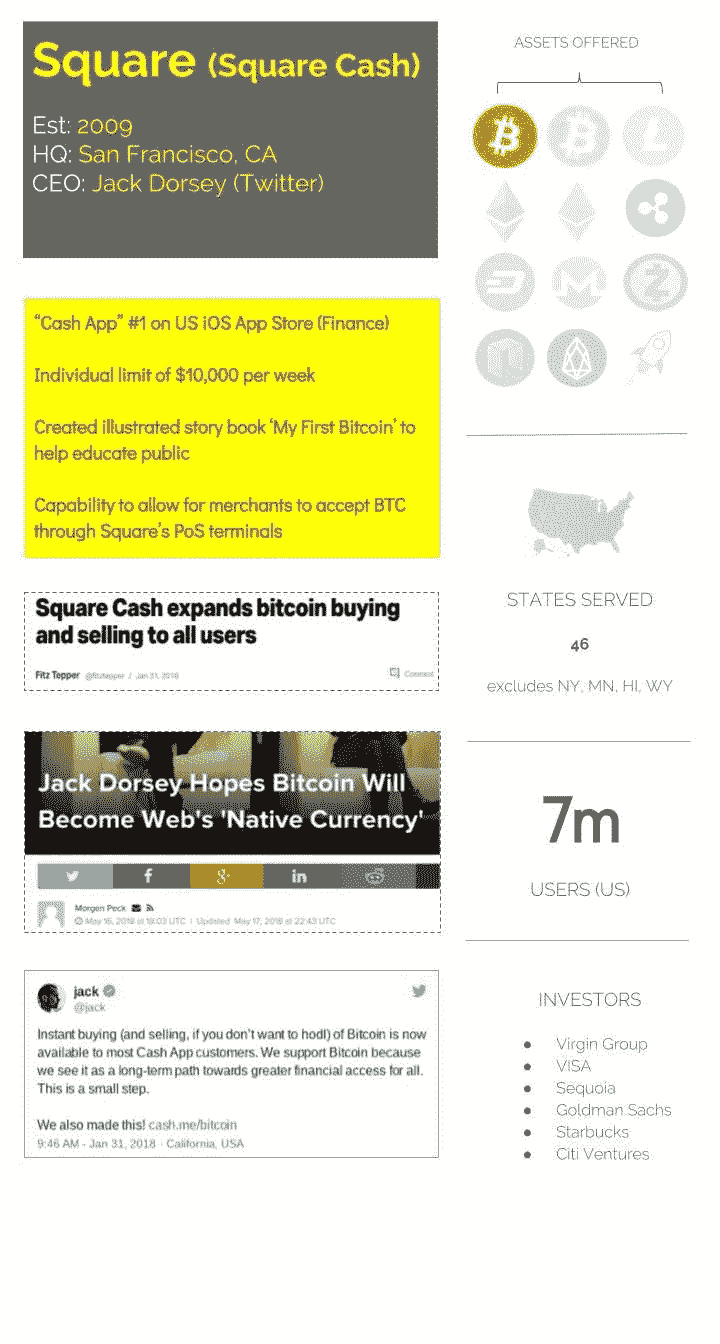 Square (Square Cash)
Est: 2009
HQ: San Francisco, CA
CEO: Jack Dorsey (Twitter)
"Cash App" #1 on US iOS App Store (Finance)
Individual limit of $10,000 per week
Created illustrated story book 'My First Bitcoin' to
help educate public
Capability to allow for merchants to accept BTC
through Square's PoS terminals
Square Cash expands bitcoin buying
and selling to all users
Fitz Tepper @fitztepper / Jan 31, 2018
Comment
Jack Dorsey Hopes Bitcoin Will
Become Web's 'Native Currency'
Morgen Peck
May 16, 2018 at 18:03 UTC | Updated May 17, 2018 at 22:43 UTC
jack
@jack
Instant buying (and selling, if you don't want to hodl) of Bitcoin is now
available to most Cash App customers. We support Bitcoin because
we see it as a long-term path towards greater financial access for all.
This is a small step.
We also made this! cash.me/bitcoin
9:46 AM - Jan 31, 2018 · California, USA
ASSETS OFFERED
STATES SERVED
46
excludes NY, MN, HI, WY
7m
USERS (US)
INVESTORS
● Virgin Group
● VISA
● Sequoia
● Goldman Sachs
● Starbucks
● Citi Ventures